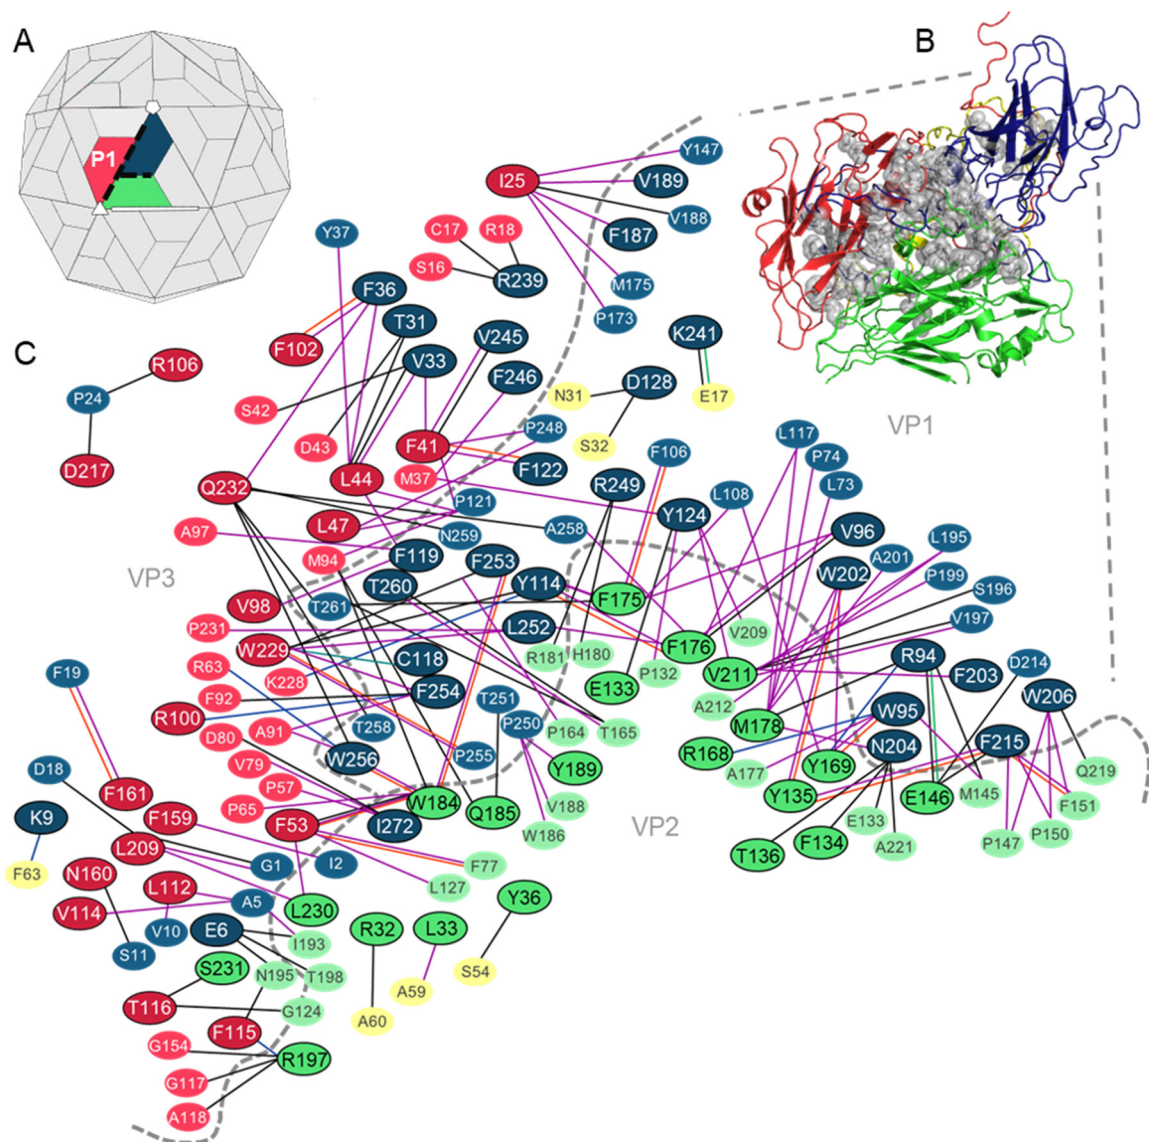 A
B
P1
Y147
I25
V189
V188
C17
R18
Y37
F187
S16
R239
M175
F36
P173
T31
K241
C
F102
V245
V33
R106
F246
D128
N31
E17
P24
S42
VP1
P248
F41
D43
S32
L117
D217
F106
P74
F122
L44
M37
Q232
R249
L73
L108
P121
Y124
L47
A258
V96
A97
N259
L195
F119
F253
A201
M94
W202
VP3
P199
T260
Y114
S196
F175
V98
T261
V197
P231
L252
V209
W229
F176
R181
H180
R94
R63
C118
P132
V211
F203
D214
F19
K228
E133
F92
F254
T251
A212
W206
R100
P250
M178
W95
A91
T258
P164
T165
D80
P255
N204
F215
W256
R168
Y169
D18
V79
Y189
A177
Q219
P57
F161
W184
Y135
E146
M145
P65
V188
F151
K9
F159
F53
I272
Q185
VP2
E133
W186
F134
P150
L209
A221
P147
T136
F63
N160
G1
I2
F77
L112
L127
Y36
V114
A5
L230
V10
E6
R32
L33
I193
S11
S231
N195
T198
S54
A59
T116
G124
A60
F115
G154
R197
G117
A118